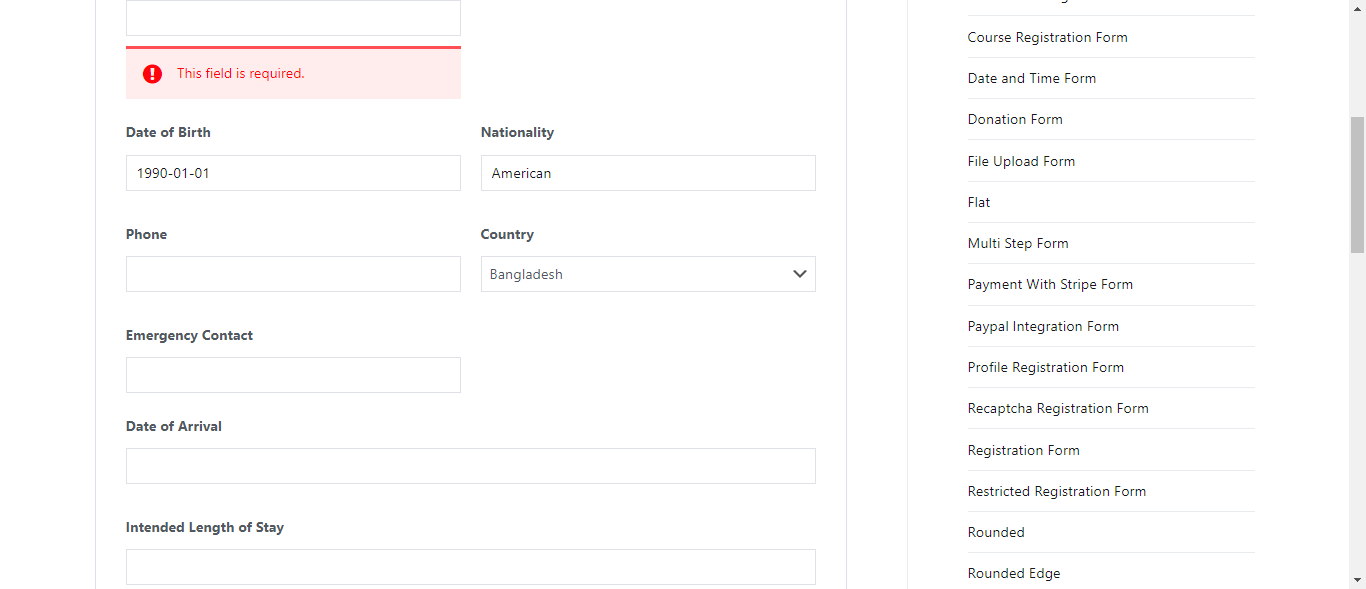 This field is required.
Date of Birth
Nationality
1990-01-01
American
Phone
Country
Bangladesh
Emergency Contact
Date of Arrival
Intended Length of Stay
Course Registration Form
Date and Time Form
Donation Form
File Upload Form
Flat
Multi Step Form
Payment With Stripe Form
Paypal Integration Form
Profile Registration Form
Recaptcha Registration Form
Registration Form
Restricted Registration Form
Rounded
Rounded Edge